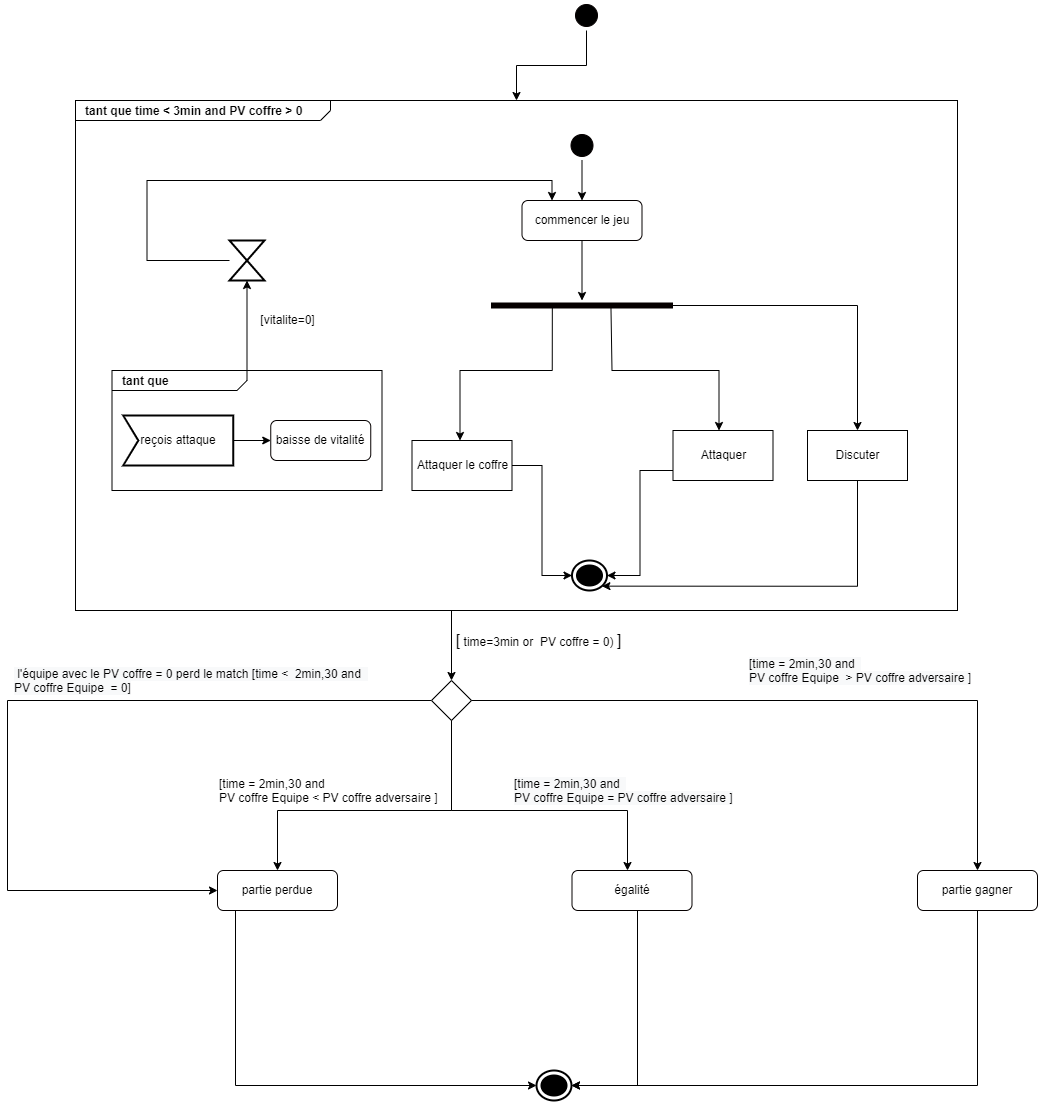 tant que time < 3min and PV coffre > 0
commencer le jeu
[vitalite=0]
tant que
reçois attaque
baisse de vitalité
Attaquer le coffre
Attaquer
Discuter
[ time=3min or  PV coffre = 0) ]
l'équipe avec le PV coffre = 0 perd le match [time <  2min,30 and
PV coffre Equipe  = 0]
[time = 2min,30 and
PV coffre Equipe  > PV coffre adversaire ]
[time = 2min,30 and
PV coffre Equipe < PV coffre adversaire ]
[time = 2min,30 and
PV coffre Equipe = PV coffre adversaire ]
partie perdue
égalité
partie gagner